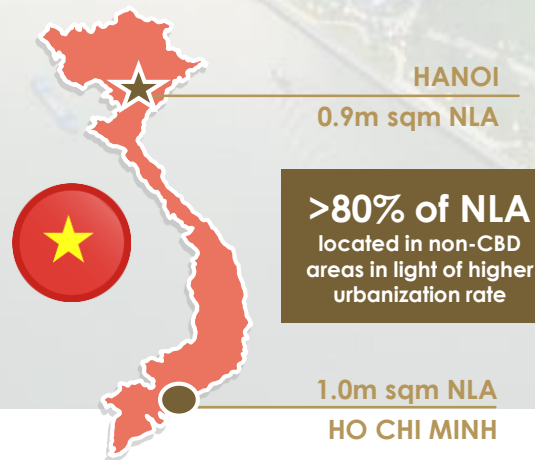 HANOI
0.9m sqm NLA
>80% of NLA
located in non-CBD
areas in light of higher
urbanization rate
1.0m sqm NLA
HO CHI MINH